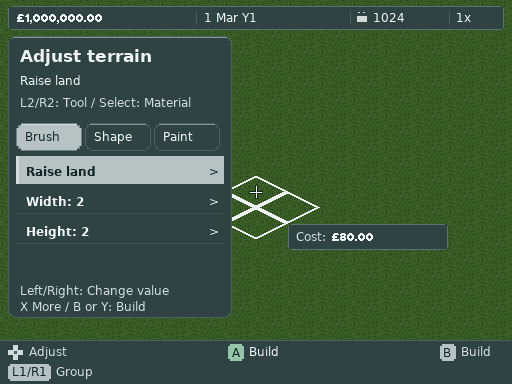 £1,000,000.00 1 Mar Y1 1024 1x
Adjust terrain
Raise land
L2/R2: Tool / Select: Material
Brush Shape Paint
Raise land >
Width: 2 >
Height: 2 >
Cost: £80.00
Left/Right: Change value
X More / B or Y: Build
Adjust A Build B Build
L1/R1 Group